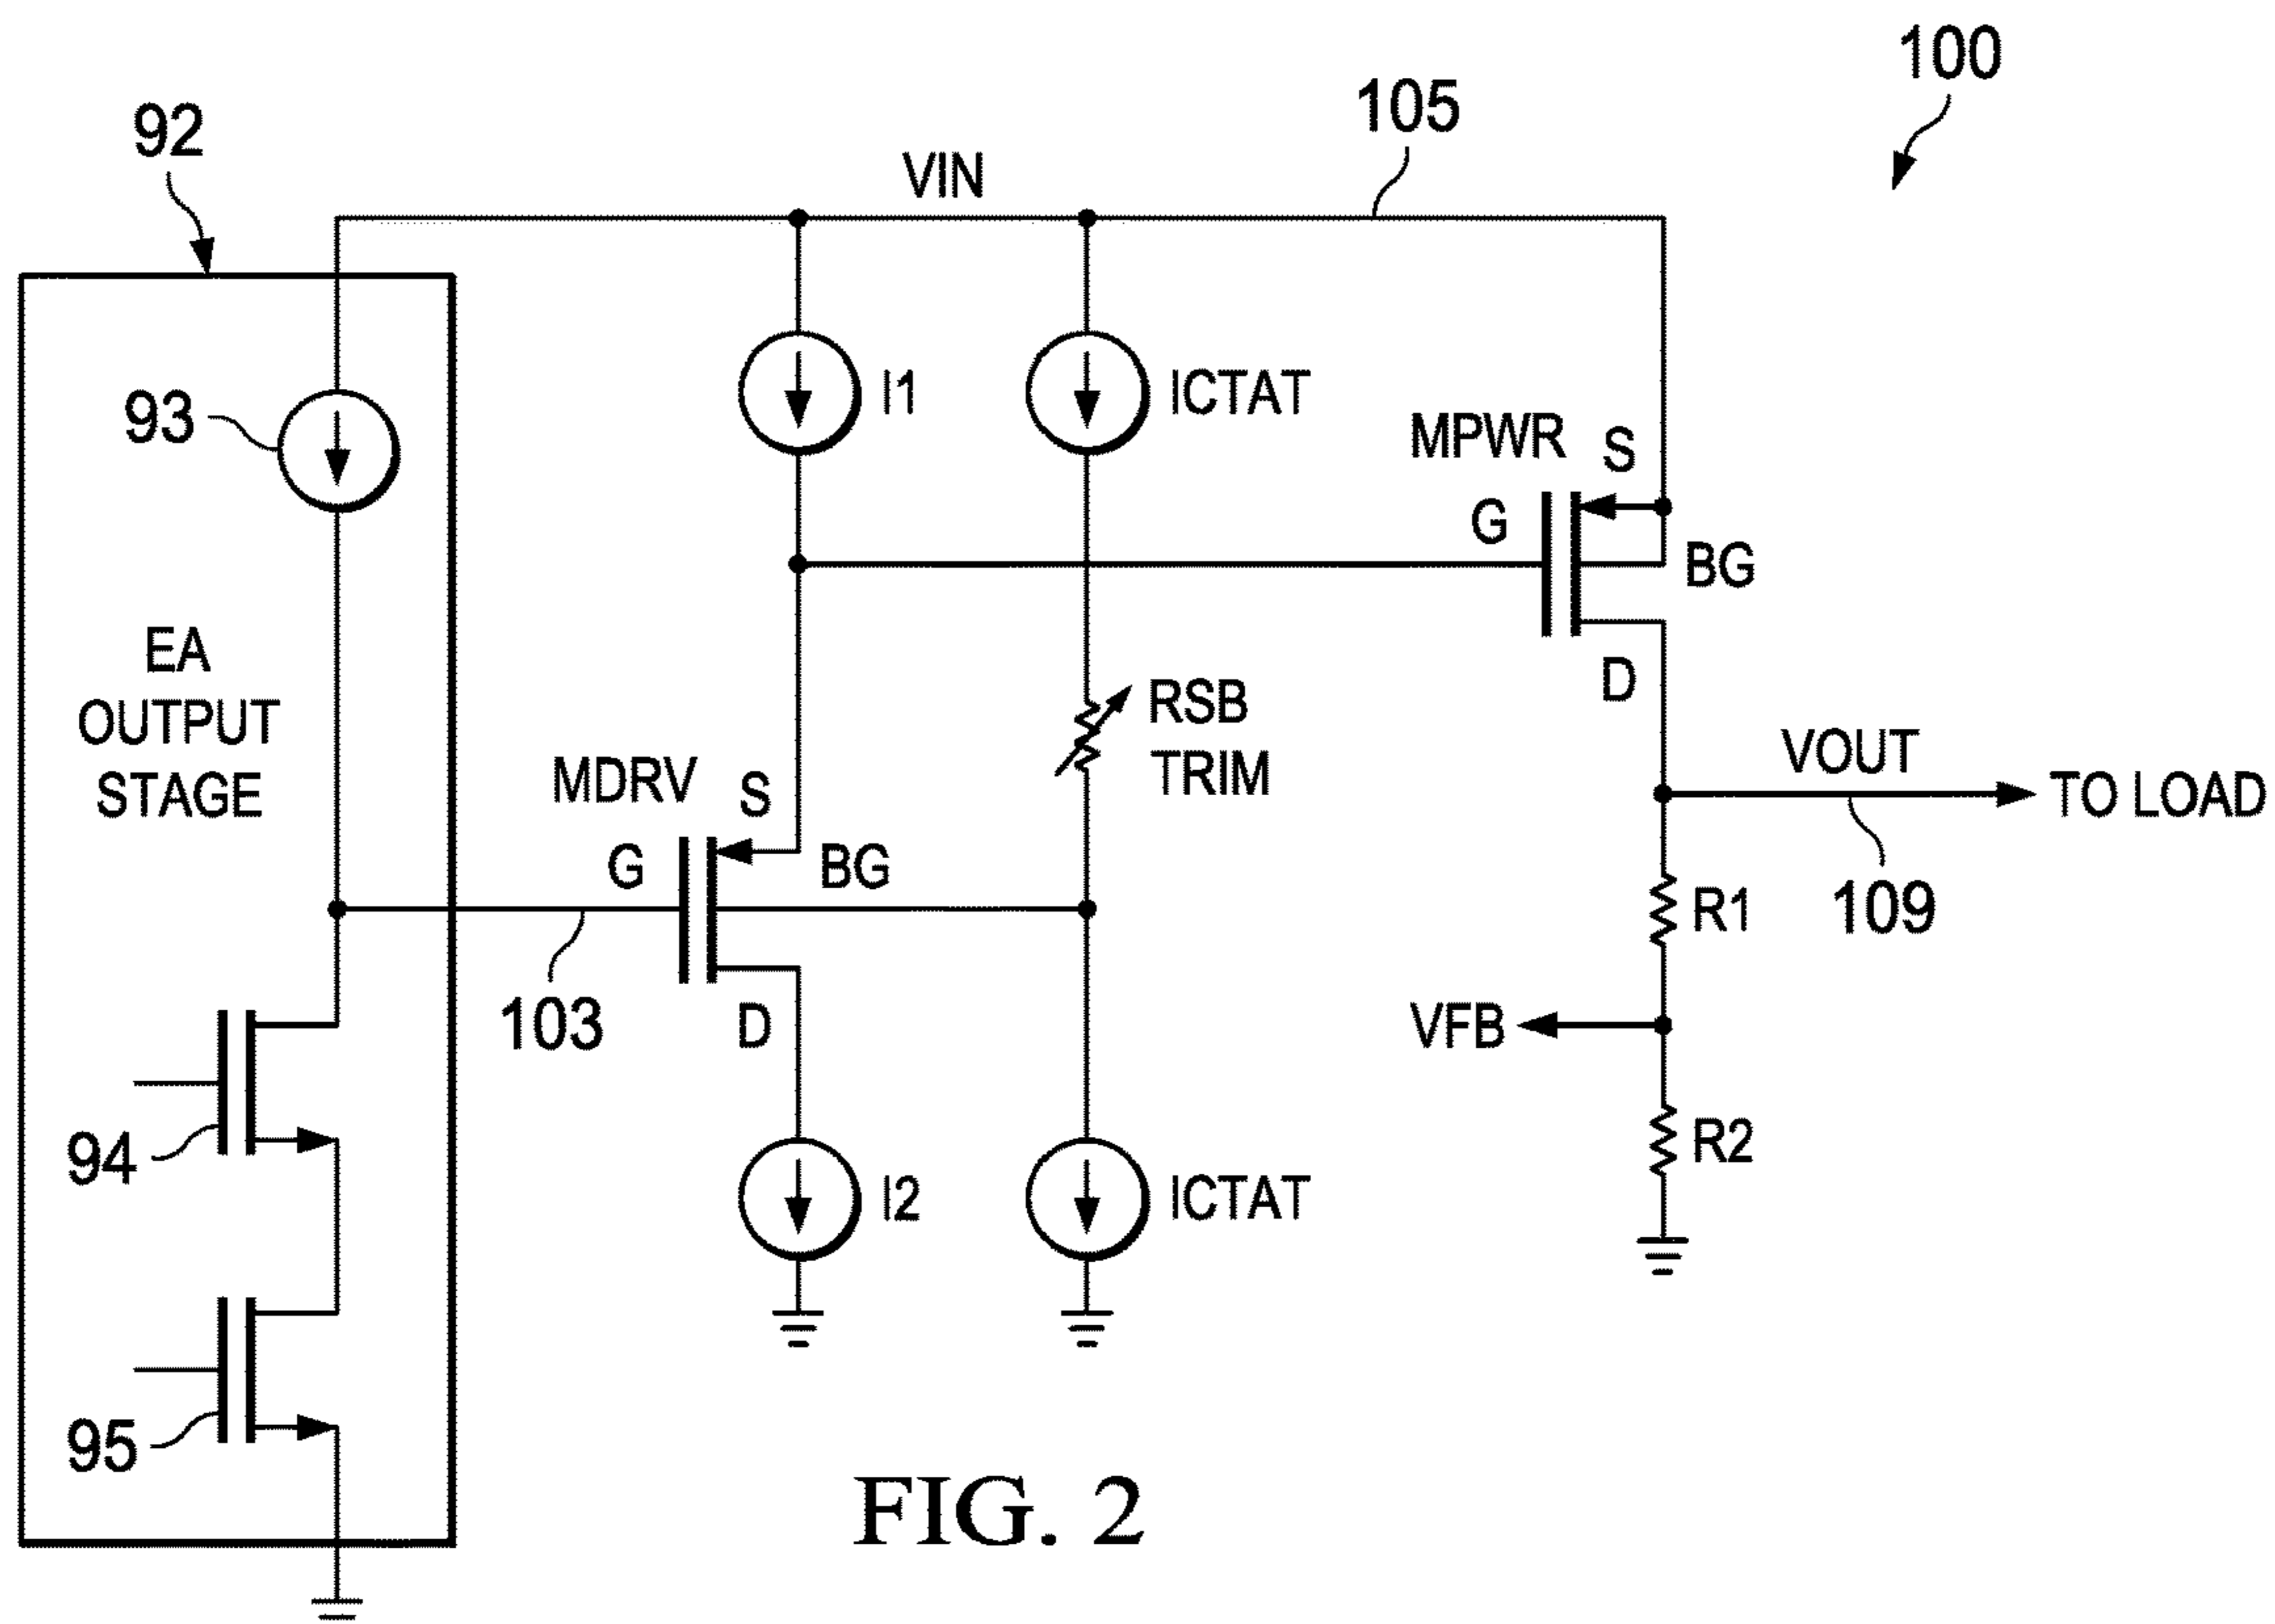 100
92
105
VIN
93
I1
ICTAT
MPWR
S
G
BG
D
EA
OUTPUT
STAGE
RSB
TRIM
MDRV
S
G
BG
D
VOUT
TO LOAD
109
R1
103
VFB
94
I2
ICTAT
R2
95
FIG. 2